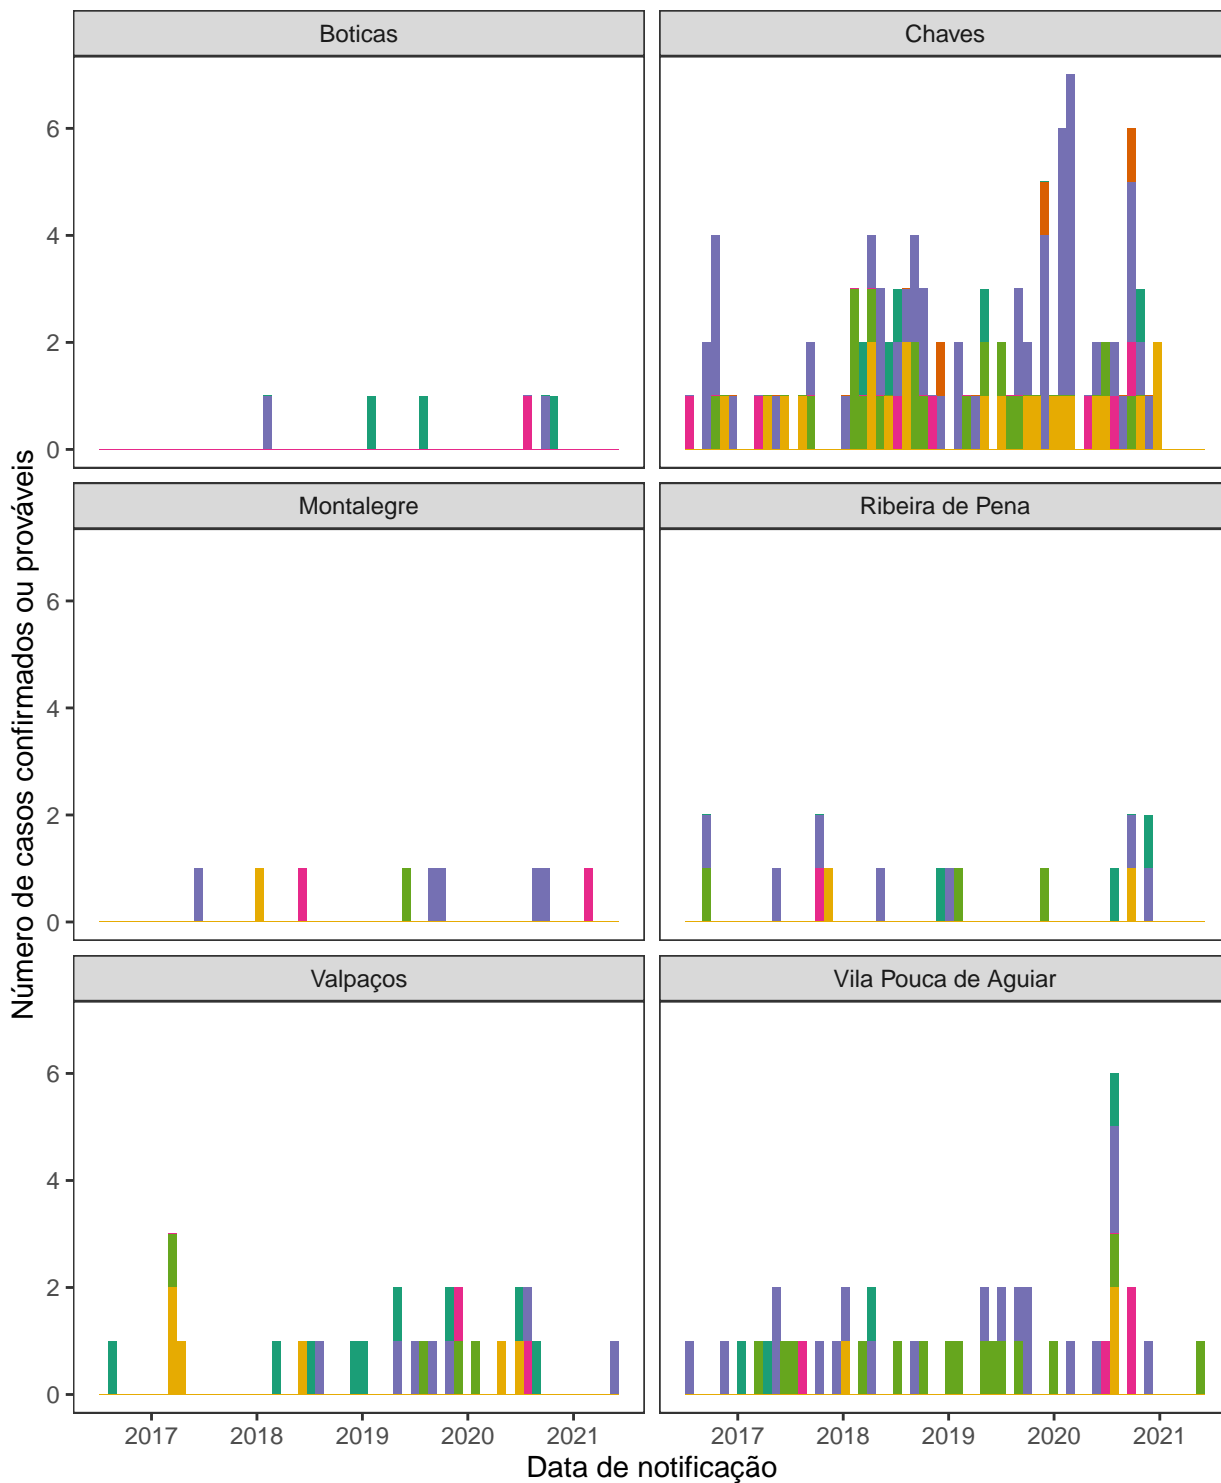 Boticas
Chaves
6
4
2
0
Montalegre
Ribeira de Pena
6
4
2
0
Valpaços
Vila Pouca de Aguiar
6
4
2
0
2017 2018 2019 2020 2021
2017 2018 2019 2020 2021
Data de notificação
Número de casos confirmados ou prováveis